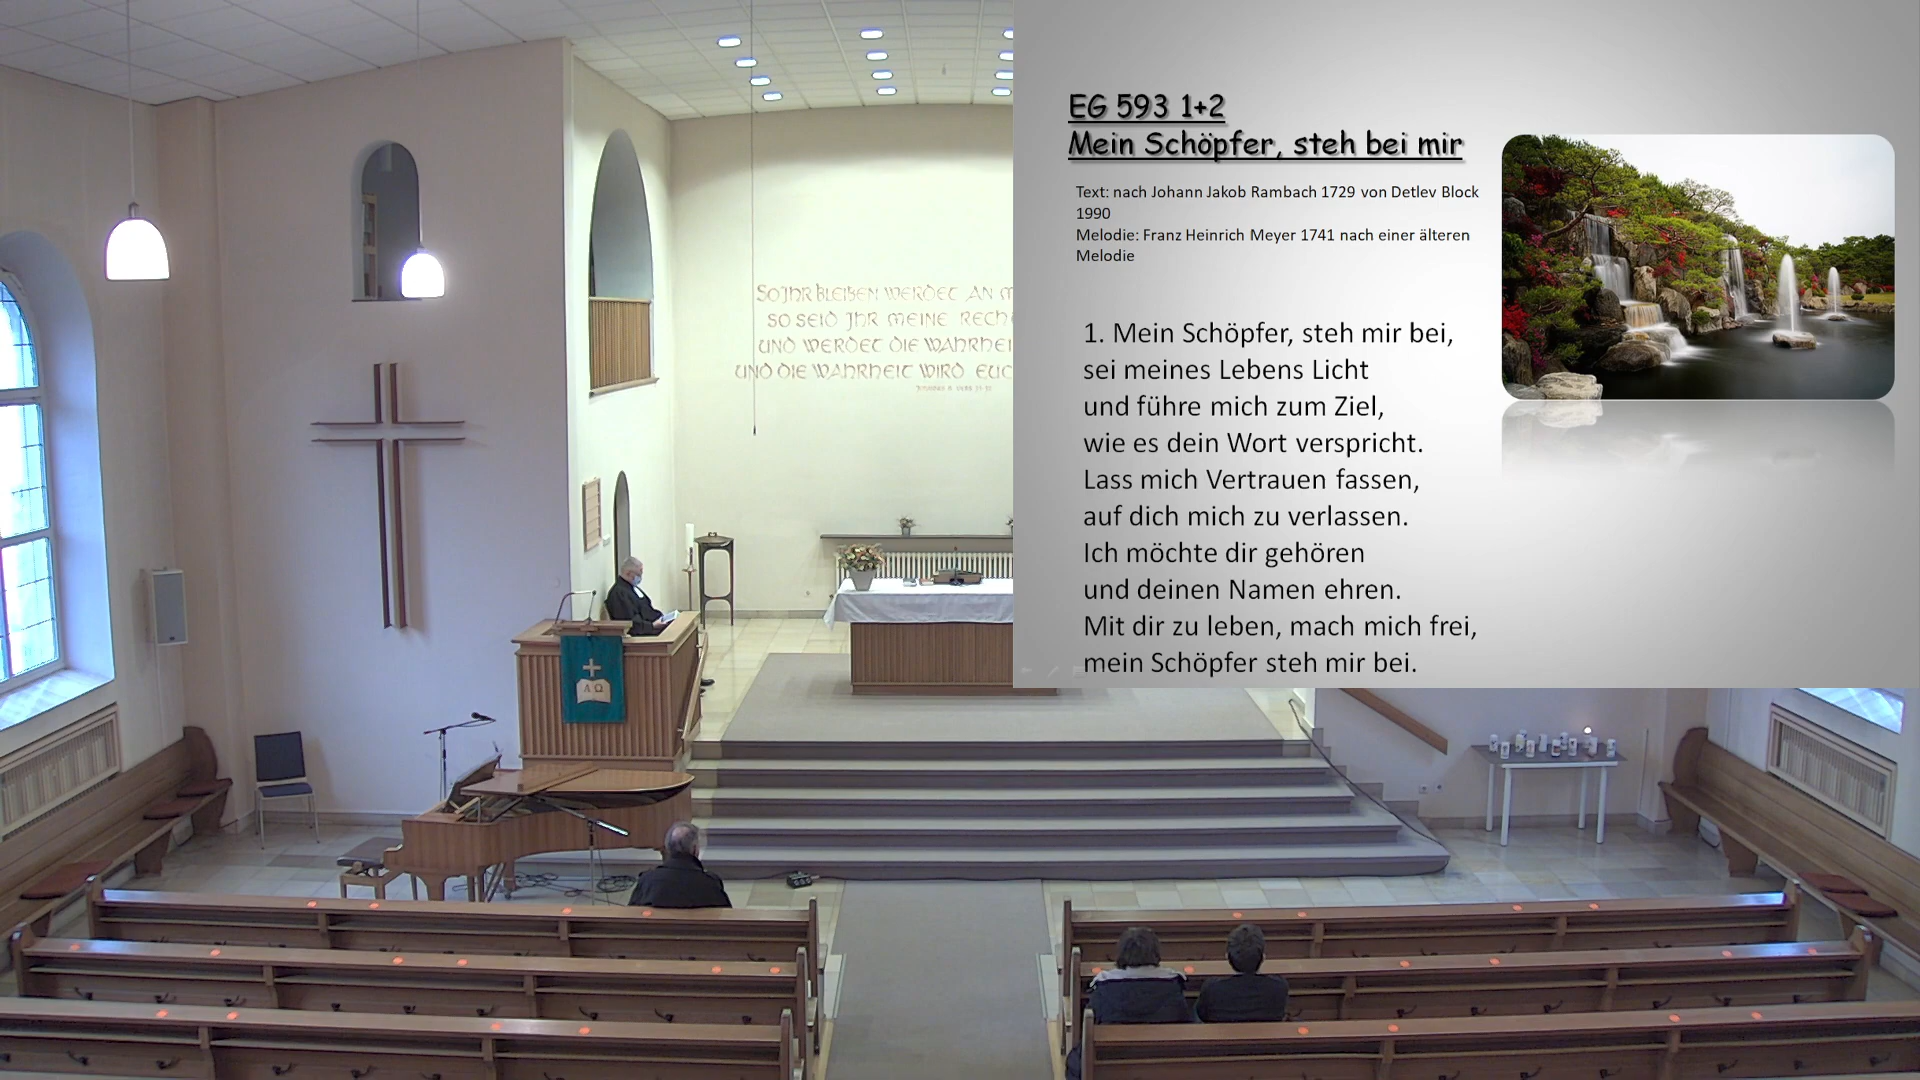 SO JHR BLEIBEN WERDET AN M
SO SEID JHR MEINE RECH
UND WERDET DIE WAHRHEI
UND DIE WAHRHEIT WIRD EUC
ΑΩ
EG 593 1+2
Mein Schöpfer, steh bei mir
Text: nach Johann Jakob Rambach 1729 von Detlev Block
1990
Melodie: Franz Heinrich Meyer 1741 nach einer älteren
Melodie
1. Mein Schöpfer, steh mir bei,
sei meines Lebens Licht
und führe mich zum Ziel,
wie es dein Wort verspricht.
Lass mich Vertrauen fassen,
auf dich mich zu verlassen.
Ich möchte dir gehören
und deinen Namen ehren.
Mit dir zu leben, mach mich frei,
mein Schöpfer steh mir bei.